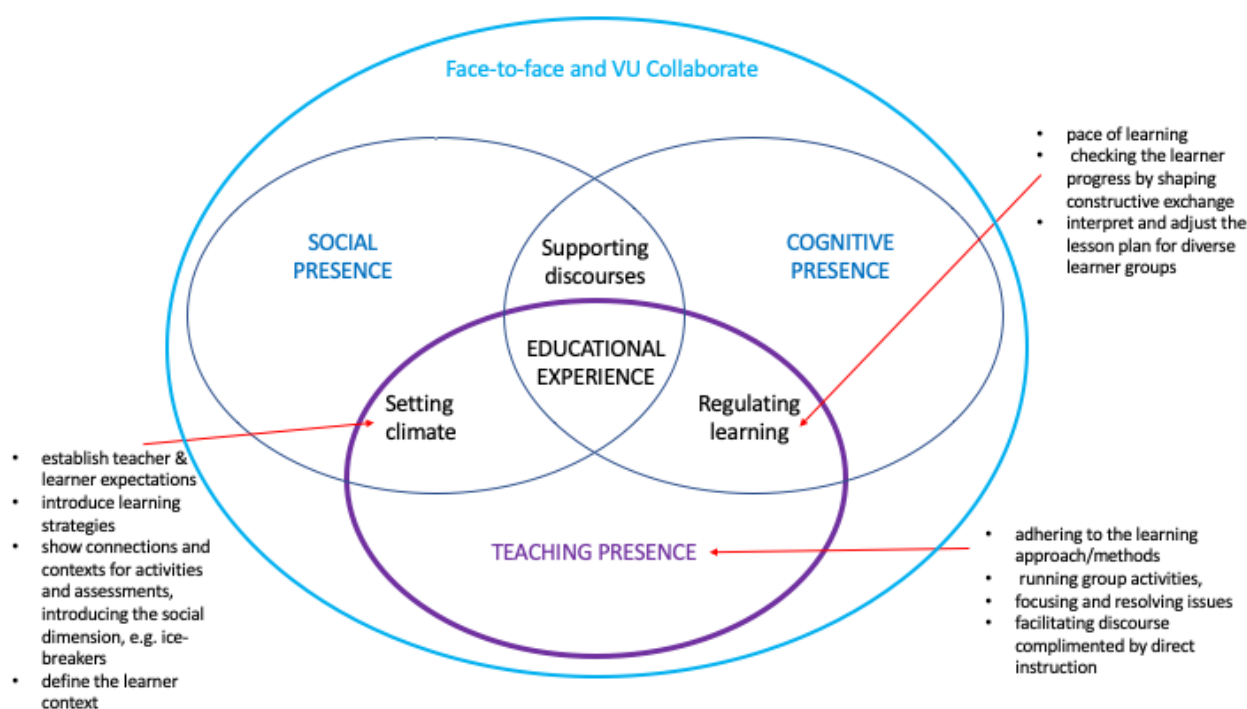 Face-to-face and VU Collaborate
SOCIAL
PRESENCE
Supporting
discourses
COGNITIVE
PRESENCE
EDUCATIONAL
EXPERIENCE
Setting
climate
Regulating
learning
TEACHING PRESENCE
• pace of learning
• checking the learner
progress by shaping
constructive exchange
• interpret and adjust the
lesson plan for diverse
learner groups
• establish teacher &
learner expectations
• introduce learning
strategies
• show connections and
contexts for activities
and assessments,
introducing the social
dimension, e.g. ice-
breakers
• define the learner
context
• adhering to the learning
approach/methods
• running group activities,
• focusing and resolving issues
• facilitating discourse
complimented by direct
instruction